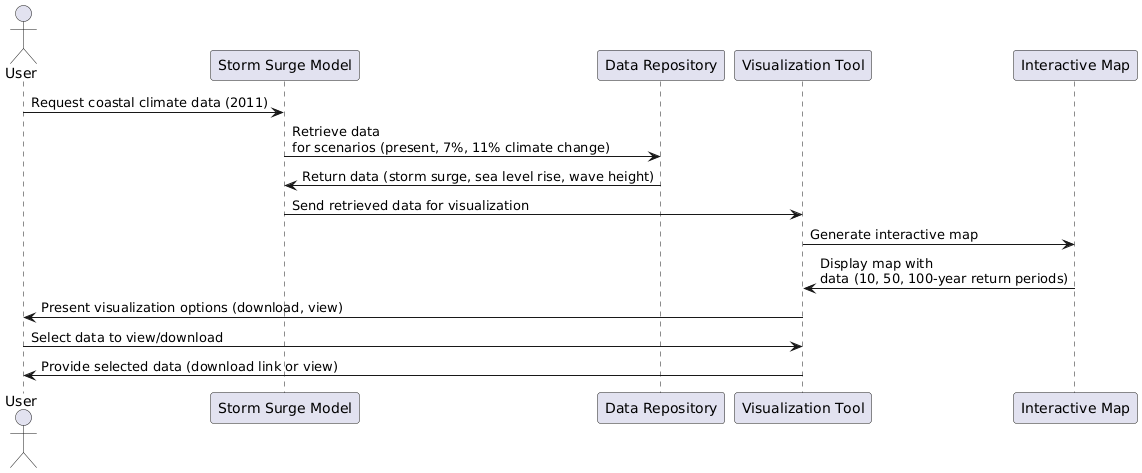 User
Storm Surge Model
Data Repository
Visualization Tool
Interactive Map
Request coastal climate data (2011)
Retrieve data
for scenarios (present, 7%, 11% climate change)
Return data (storm surge, sea level rise, wave height)
Send retrieved data for visualization
Generate interactive map
Display map with
data (10, 50, 100-year return periods)
Present visualization options (download, view)
Select data to view/download
Provide selected data (download link or view)
User
Storm Surge Model
Data Repository
Visualization Tool
Interactive Map